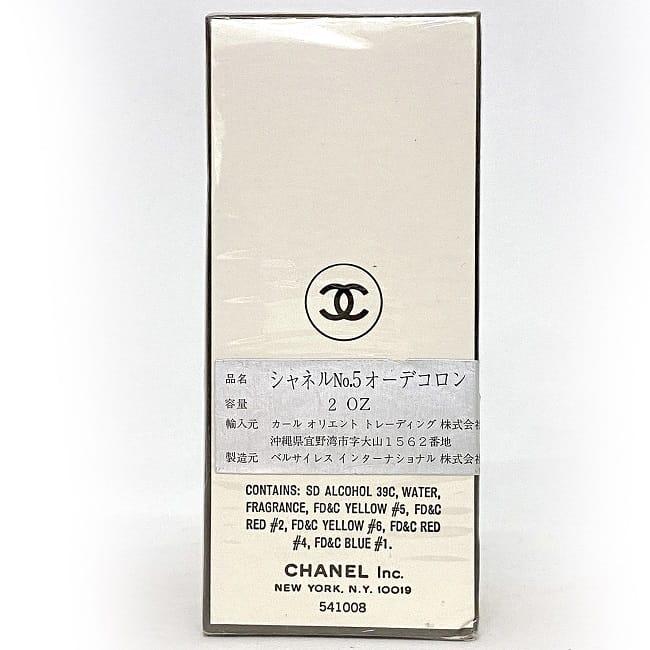 品名 シャネルNo.5オーデコロン
容量 2 OZ
輸入元 カール オリエント トレーディング 株式会社
沖縄県宜野湾市字大山1562番地
製造元 ベルサイレス インターナショナル 株式会社
CONTAINS: SD ALCOHOL 39C, WATER,
FRAGRANCE, FD&C YELLOW #5, FD&C
RED #2, FD&C YELLOW #6, FD&C RED
#4, FD&C BLUE #1.
CHANEL Inc.
NEW YORK, N.Y. 10019
541008